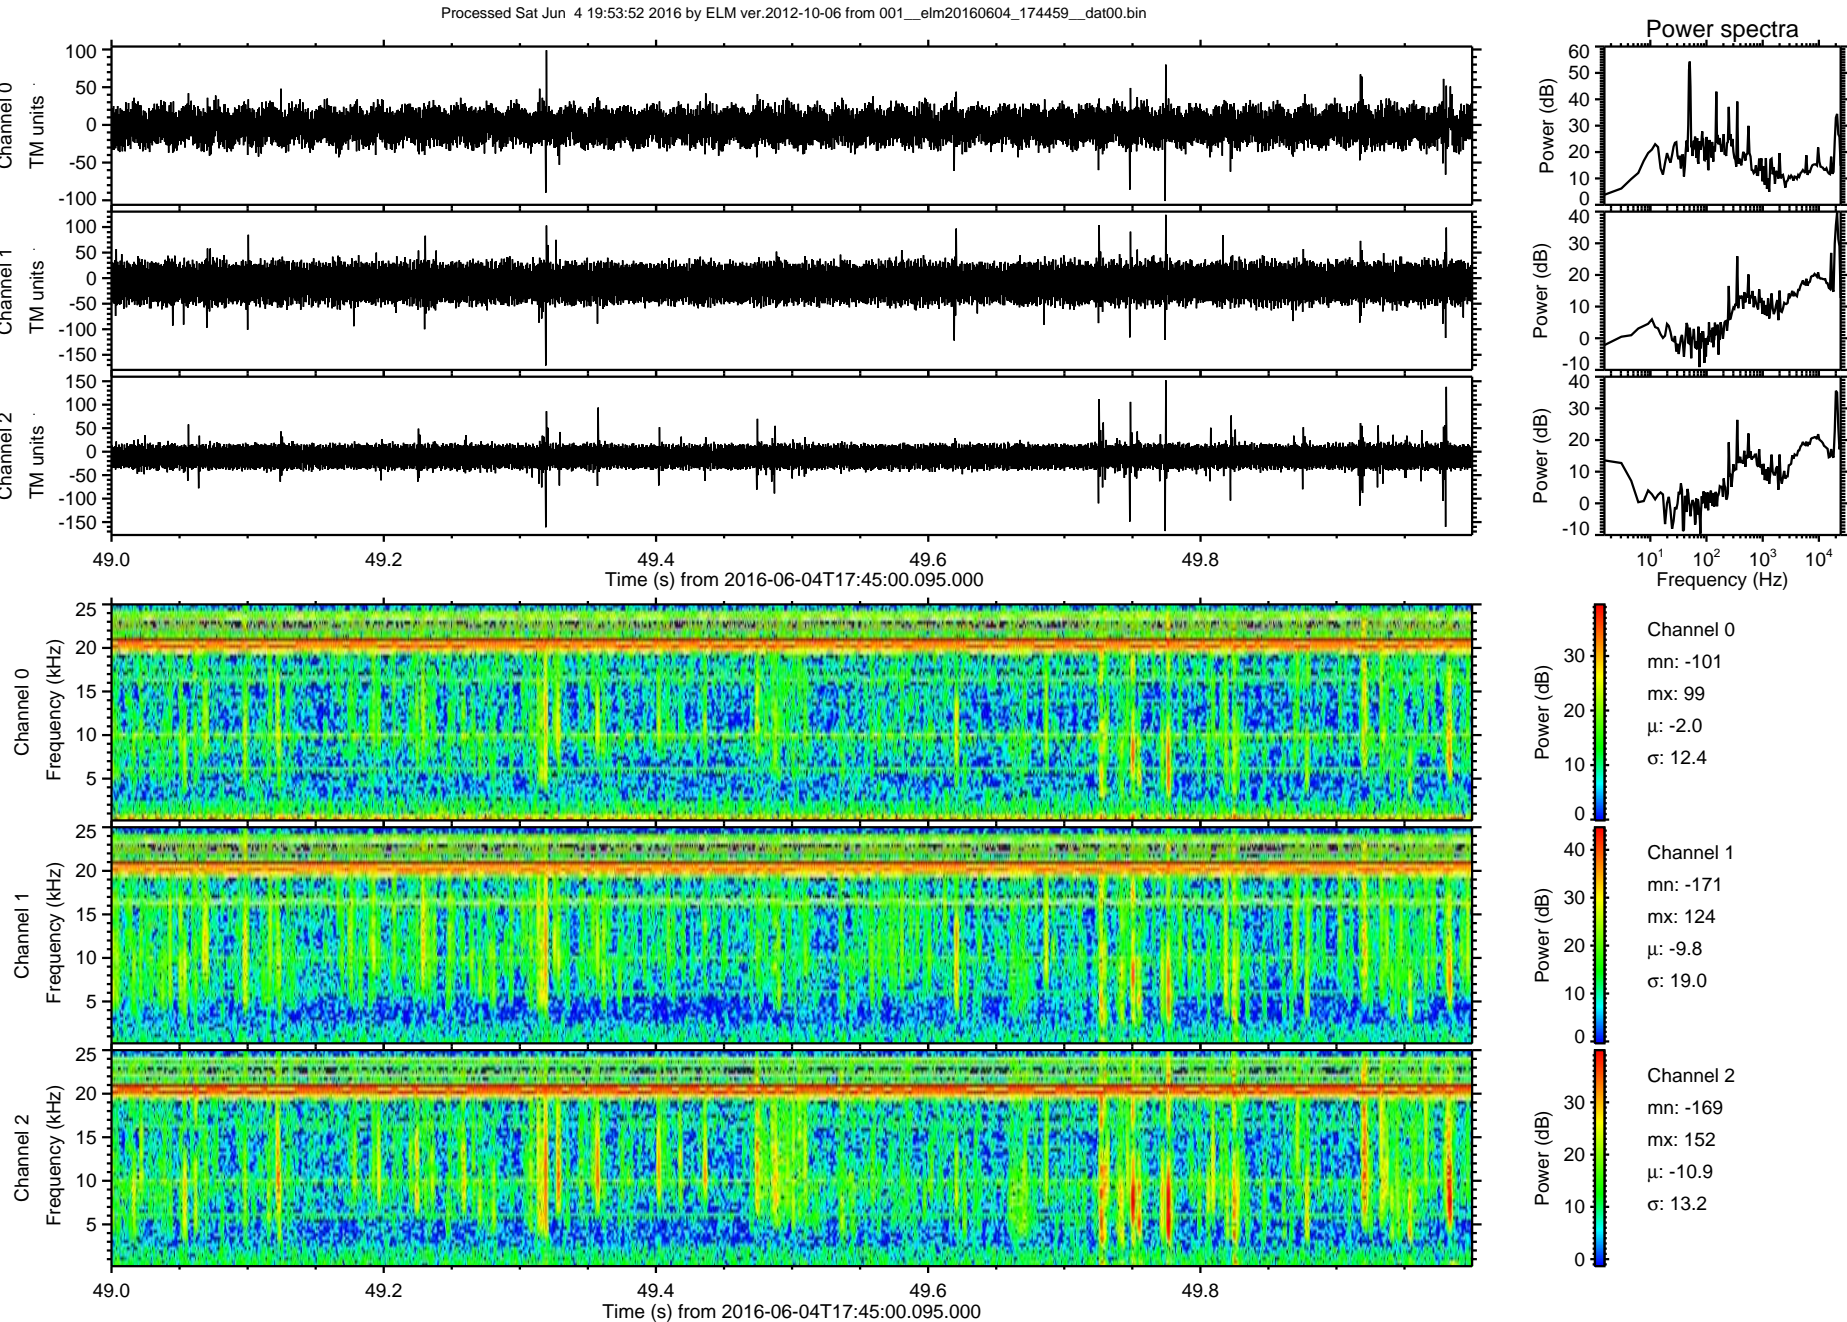 Processed Sat Jun  4 19:53:52 2016 by ELM ver.2012-10-06 from 001__elm20160604_174459__dat00.bin
Power spectra
Channel 0
TM units
100
50
0
-50
-100
Power (dB)
60
50
40
30
20
10
0
Channel 1
TM units
100
50
0
-50
-100
-150
Power (dB)
40
30
20
10
0
-10
Channel 2
TM units
150
100
50
0
-50
-100
-150
Power (dB)
40
30
20
10
0
-10
49.0 49.2 49.4 49.6 49.8
Time (s) from 2016-06-04T17:45:00.095.000
10¹ 10² 10³ 10⁴
Frequency (Hz)
Channel 0
Frequency (kHz)
25
20
15
10
5
Power (dB)
30
20
10
0
Channel 0
mn: -101
mx: 99
μ: -2.0
σ: 12.4
Channel 1
Frequency (kHz)
25
20
15
10
5
Power (dB)
40
30
20
10
0
Channel 1
mn: -171
mx: 124
μ: -9.8
σ: 19.0
Channel 2
Frequency (kHz)
25
20
15
10
5
Power (dB)
30
20
10
0
Channel 2
mn: -169
mx: 152
μ: -10.9
σ: 13.2
49.0 49.2 49.4 49.6 49.8
Time (s) from 2016-06-04T17:45:00.095.000